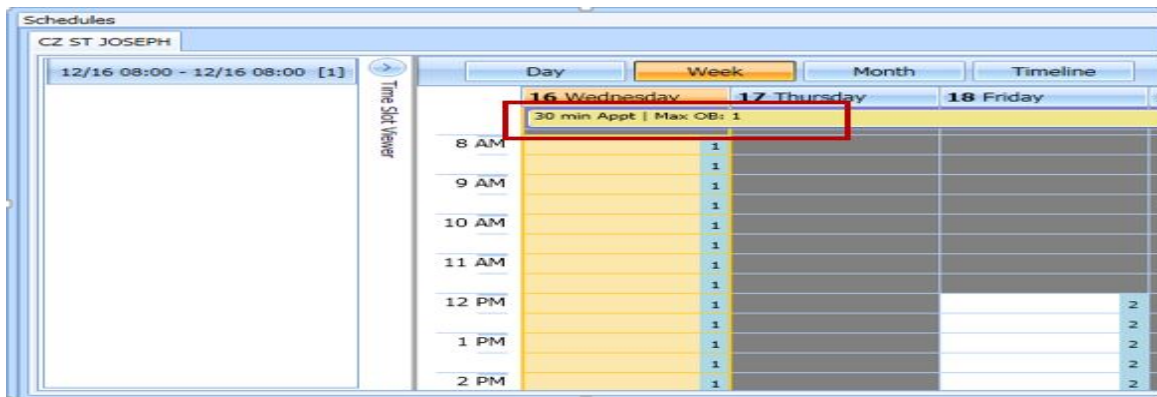 Schedules
CZ ST JOSEPH
12/16 08:00 - 12/16 08:00 [1]
Time Slot Viewer
Day Week Month Timeline
16 Wednesday 17 Thursday 18 Friday
30 min Appt | Max OB: 1
8 AM 1
1
9 AM 1
1
10 AM 1
1
11 AM 1
1
12 PM 1 2
1 2
1 PM 1 2
1 2
2 PM 1 2